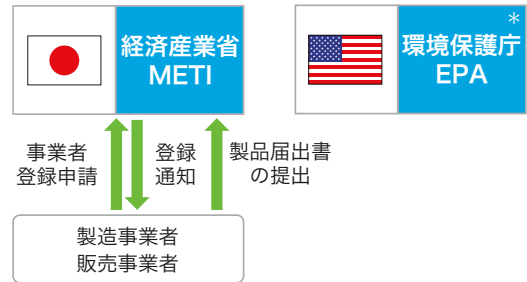 経済産業省
METI
*
環境保護庁
EPA
事業者
登録申請
登録
通知
製品届出書
の提出
製造事業者
販売事業者